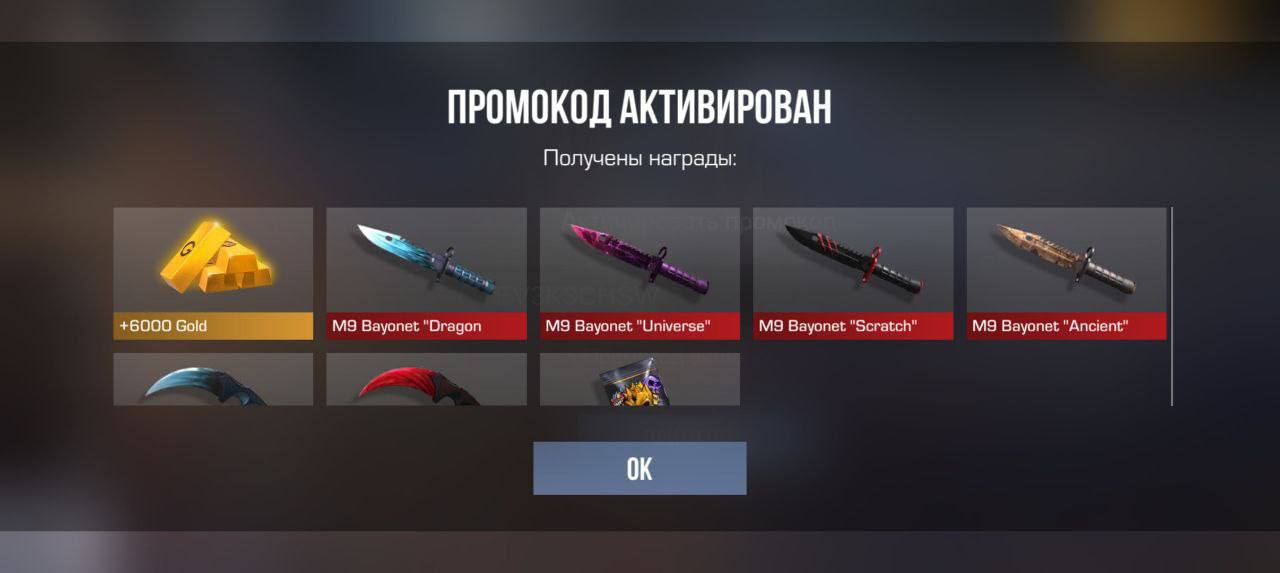 ПРОМОКОД АКТИВИРОВАН
Получены награды:
+6000 Gold
M9 Bayonet "Dragon
M9 Bayonet "Universe"
M9 Bayonet "Scratch"
M9 Bayonet "Ancient"
OK